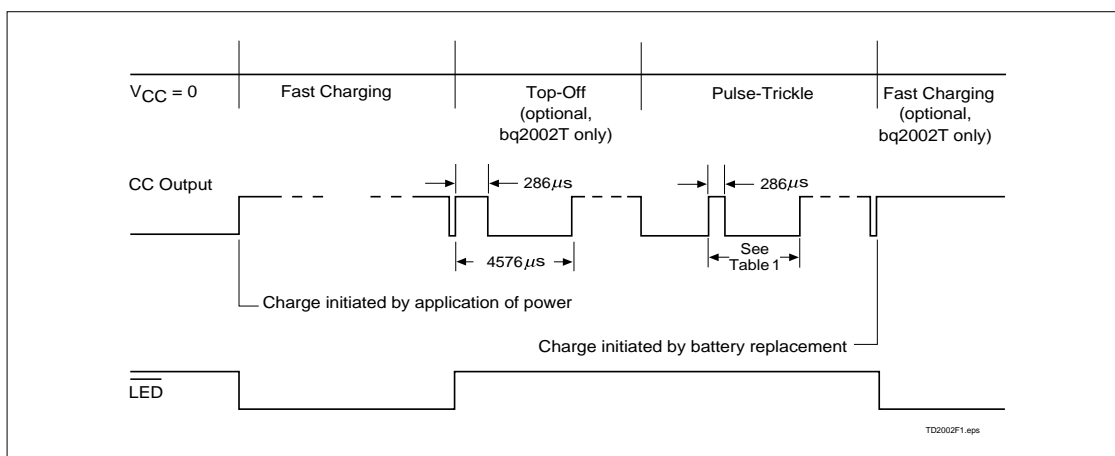 VCC = 0
Fast Charging
Top-Off
(optional,
bq2002T only)
Pulse-Trickle
Fast Charging
(optional,
bq2002T only)
CC Output
286µs
286µs
4576µs
See
Table 1
Charge initiated by application of power
Charge initiated by battery replacement
LED
TD2002F1.eps